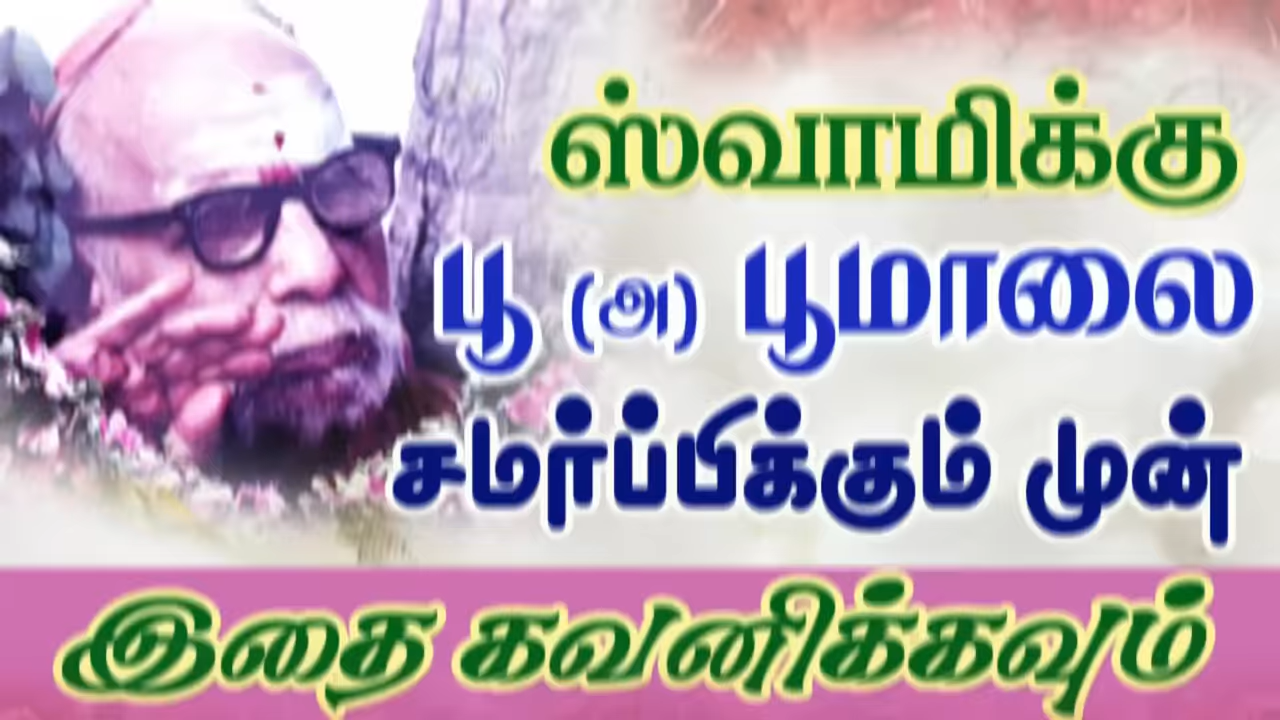 ஸ்வாமிக்கு
பூ (அ) பூமாலை
சமர்ப்பிக்கும் முன்
இதை கவனிக்கவும்